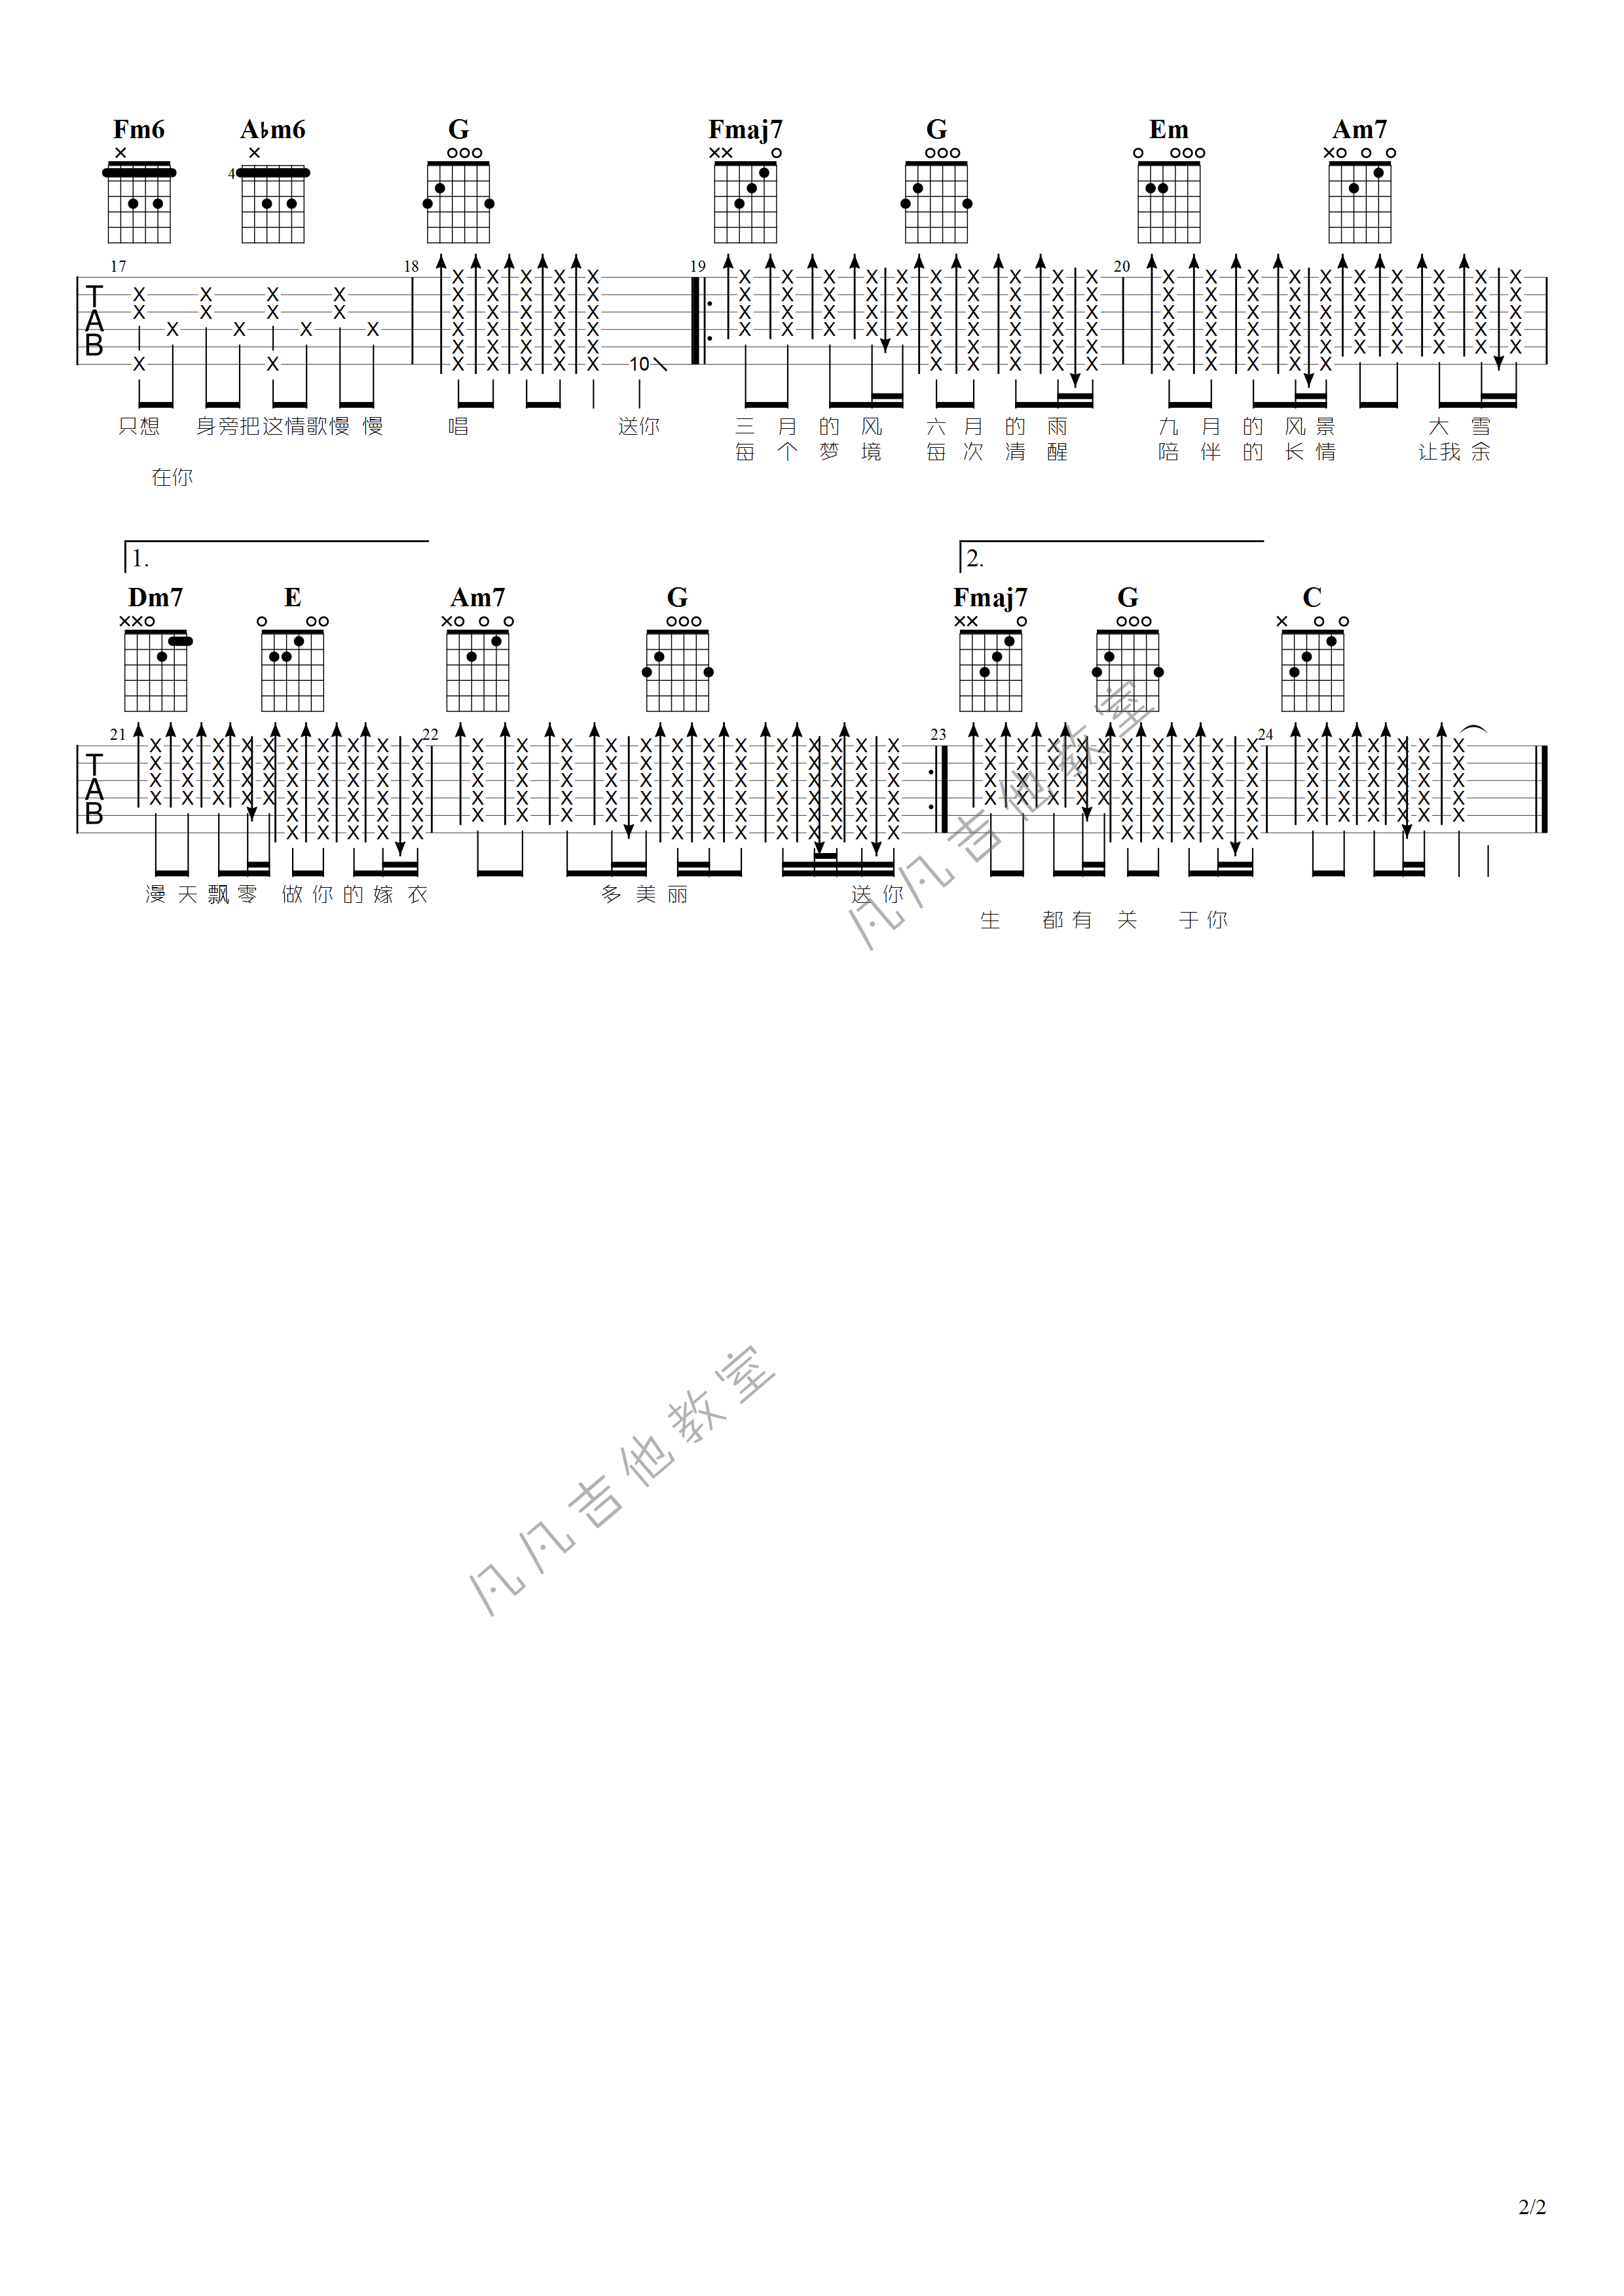 Fm6 A♭m6 G Fmaj7 G Em Am7
4
17 18 19 20
T
A
B
10
只想 身旁把这情歌慢慢 唱 送你 三月的风 六月的雨 九月的风景 大雪
每个梦境 每次清醒 陪伴的长情 让我余
在你
1. 2.
Dm7 E Am7 G Fmaj7 G C
21 22 23 24
T
A
B
漫天飘零 做你的嫁衣 多美丽 送你
生 都有关 于你
凡凡吉他教室
凡凡吉他教室
2/2